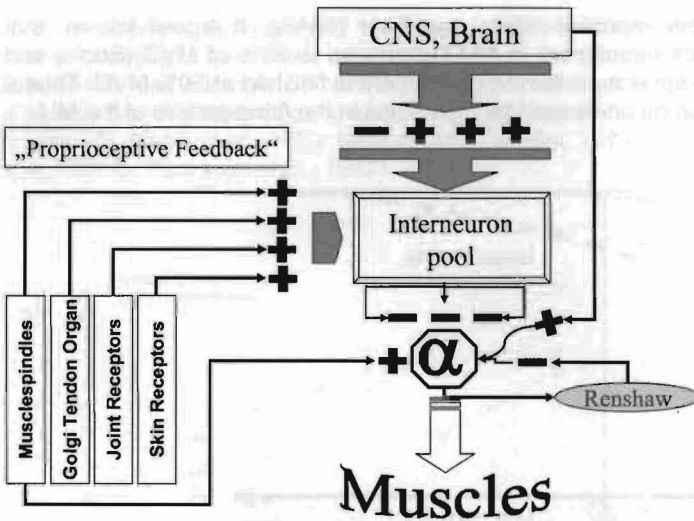 CNS, Brain
− + + +
„Proprioceptive Feedback“
+
+
+
+
Interneuron
pool
− − −
+
+
α
−
Musclespindles
Golgi Tendon Organ
Joint Receptors
Skin Receptors
Renshaw
Muscles